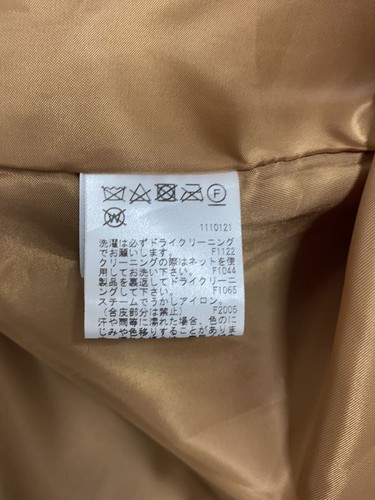 1110121
洗濯は必ずドライクリーニング
でお願いします。 F1122
クリーニングの際はネットを使
用してお洗い下さい。 F1044
製品を裏返してドライクリーニ
ングして下さい。 F1065
スチームでうかしアイロン。
(合皮部分は禁止) F2005
汗や雨等に濡れた場合、色のに
じみや色移りすることがありま